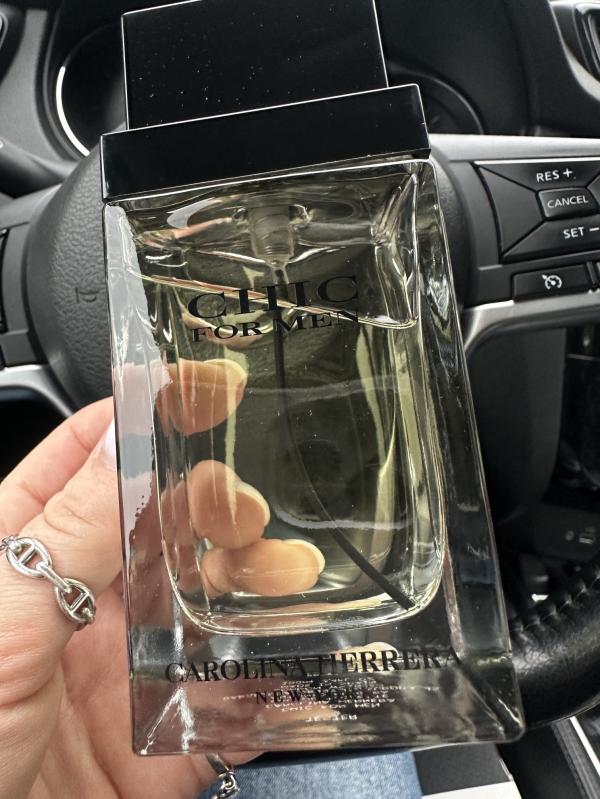 CHIC
FOR MEN
CAROLINA HERRERA
NEW YORK
RES +
CANCEL
SET −